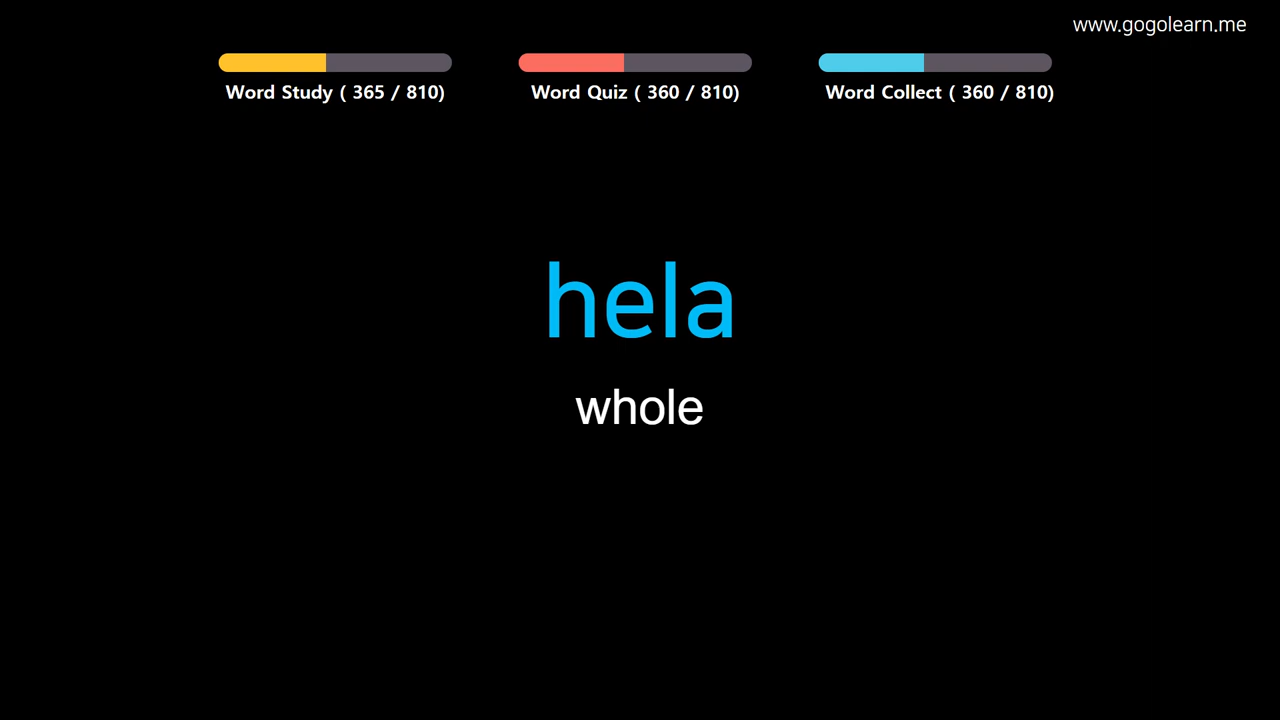 www.gogolearn.me
Word Study ( 365 / 810)
Word Quiz ( 360 / 810)
Word Collect ( 360 / 810)
hela
whole